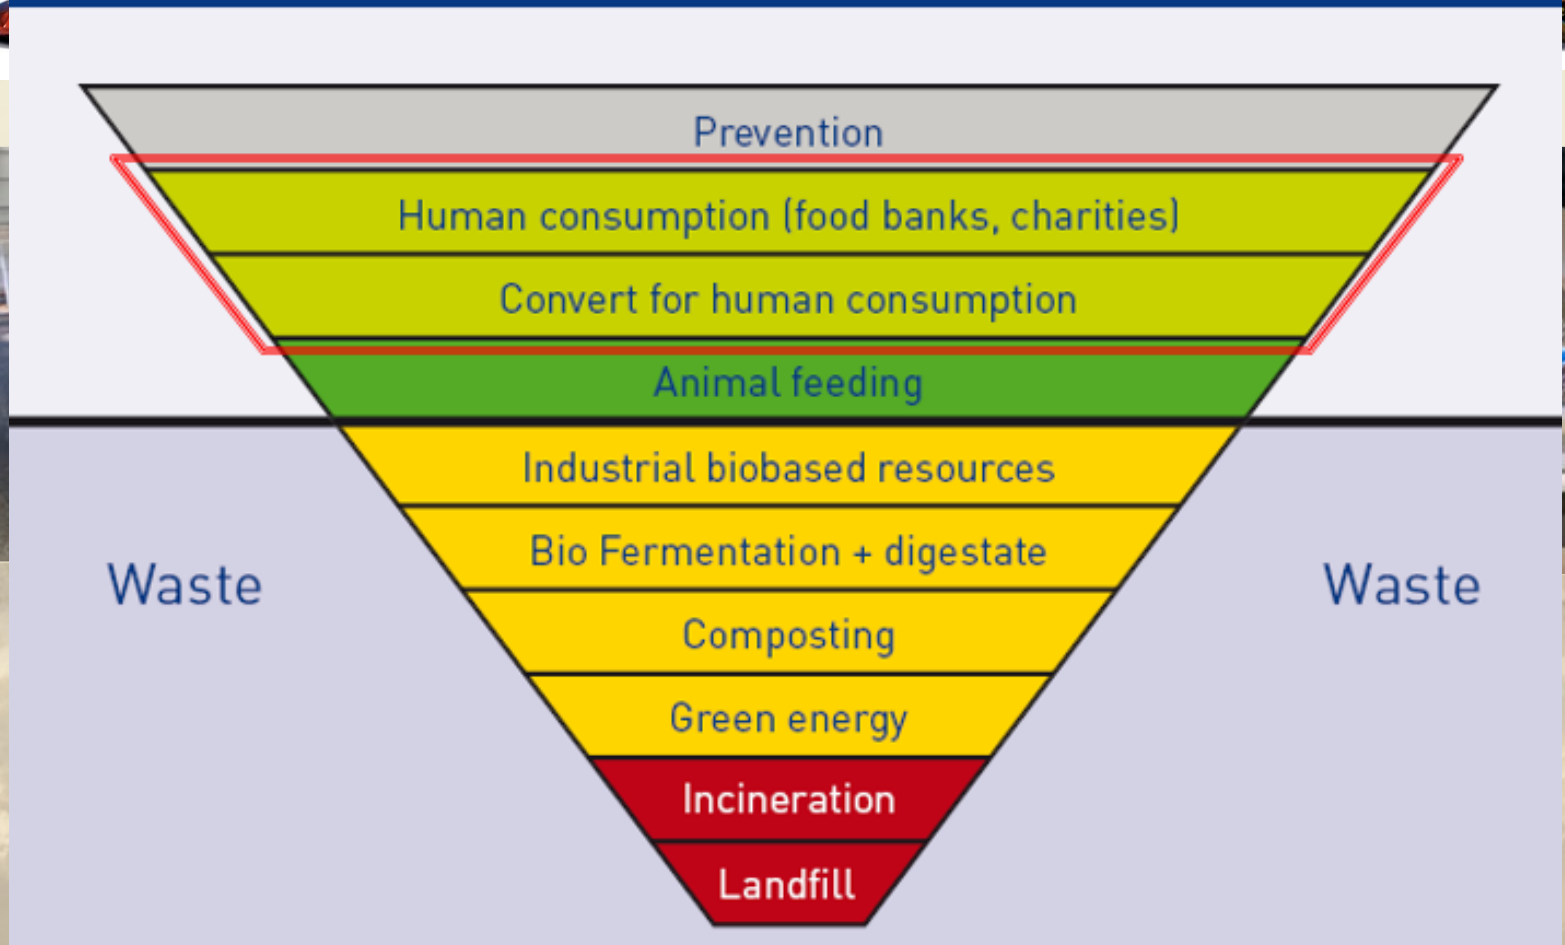 Prevention
Human consumption (food banks, charities)
Convert for human consumption
Animal feeding
Industrial biobased resources
Bio Fermentation + digestate
Waste
Waste
Composting
Green energy
Incineration
Landfill